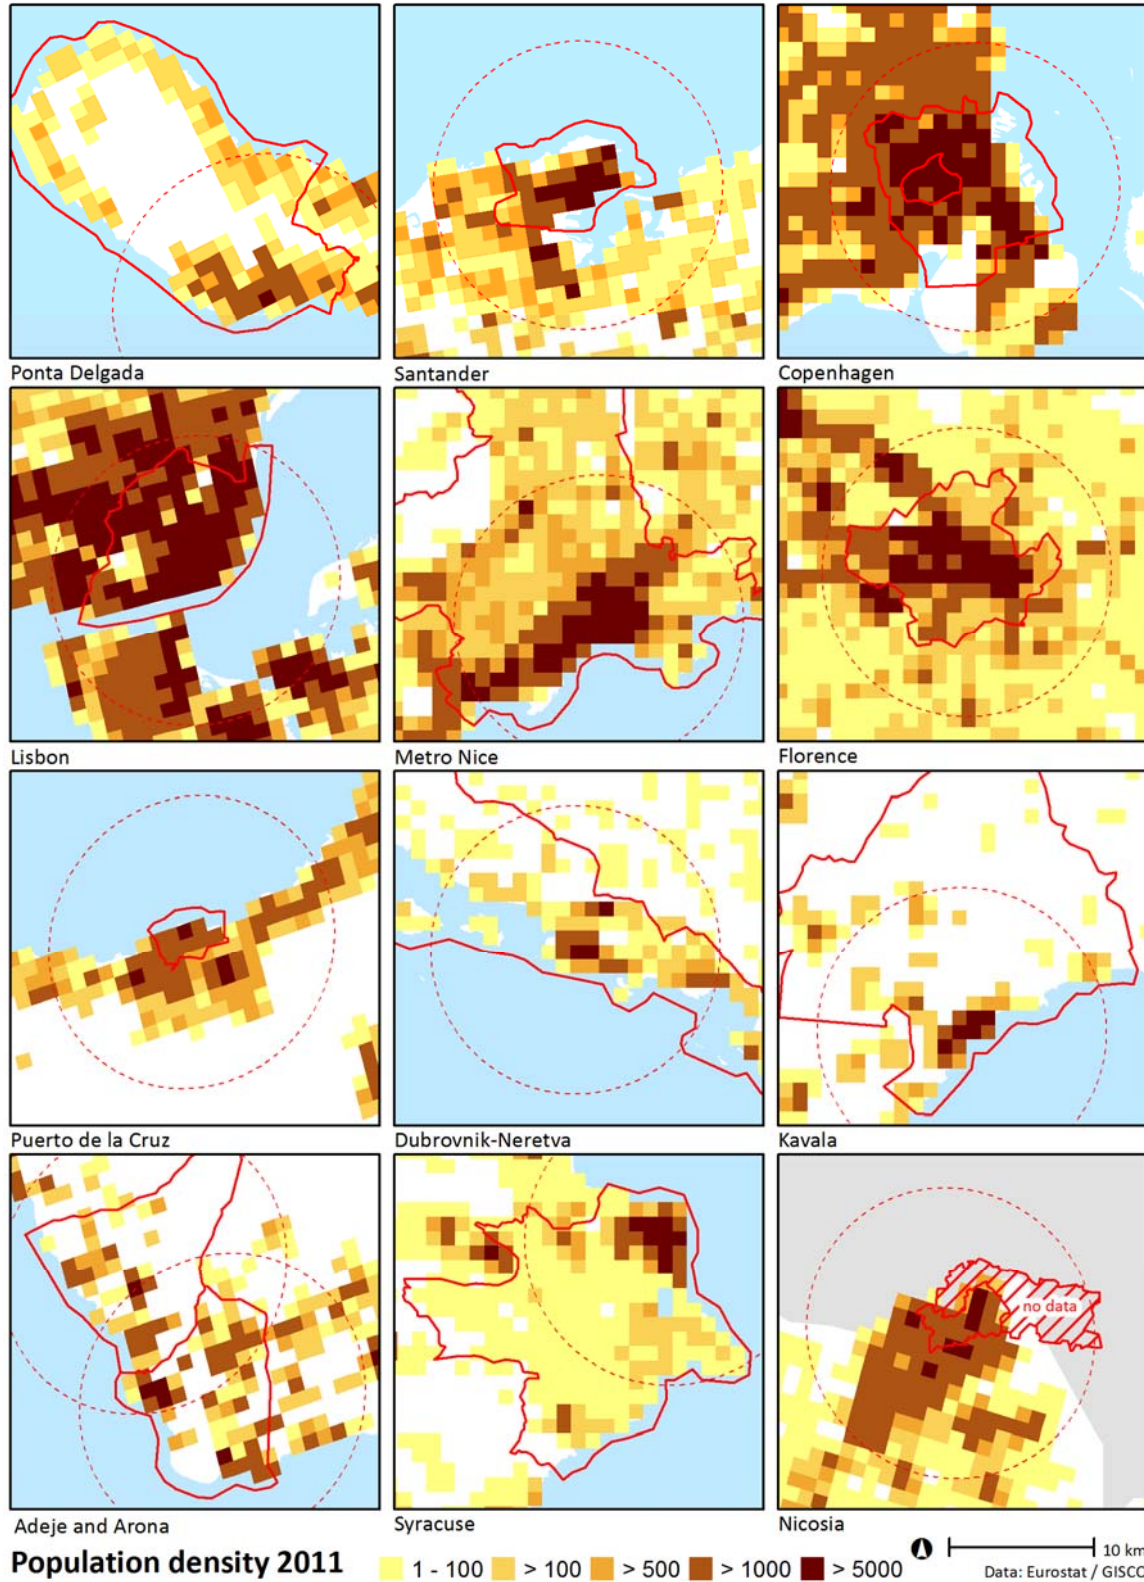 Ponta Delgada
Santander
Copenhagen
Lisbon
Metro Nice
Florence
Puerto de la Cruz
Dubrovnik-Neretva
Kavala
no data
Adeje and Arona
Syracuse
Nicosia
Population density 2011
1 - 100
> 100
> 500
> 1000
> 5000
10 km
Data: Eurostat / GISCO